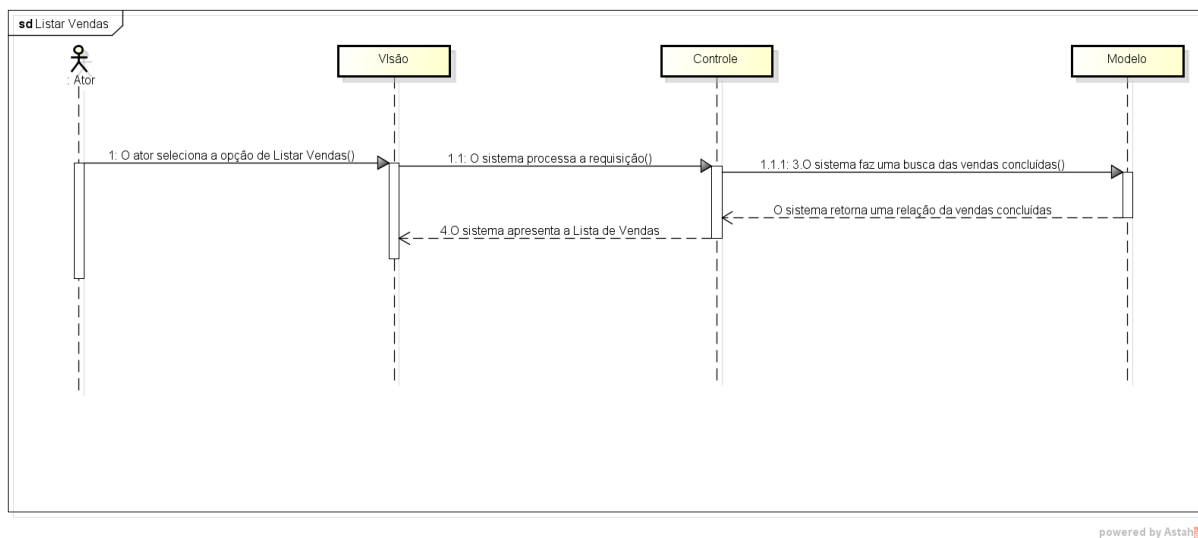 sd Listar Vendas
: Ator
VIsão
Controle
Modelo
1: O ator seleciona a opção de Listar Vendas()
1.1: O sistema processa a requisição()
1.1.1: 3.O sistema faz uma busca das vendas concluídas()
O sistema retorna uma relação da vendas concluídas
4.O sistema apresenta a Lista de Vendas
powered by Astah